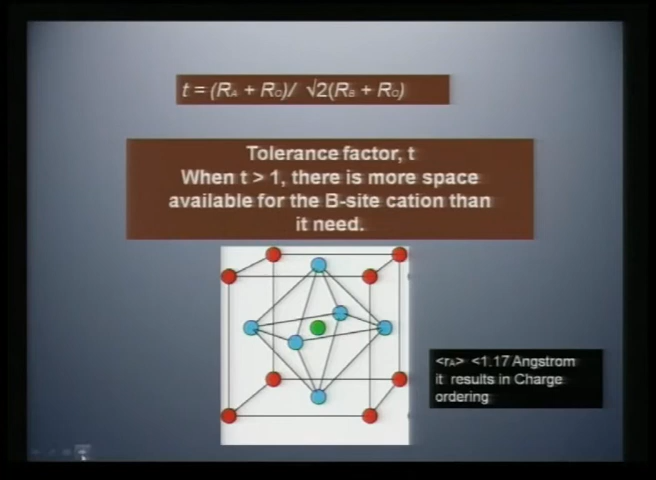 t = (RA + RO)/ √2(RB + RO)
Tolerance factor, t
When t > 1, there is more space
available for the B-site cation than
it need.
<rA> <1.17 Angstrom
it results in Charge
ordering